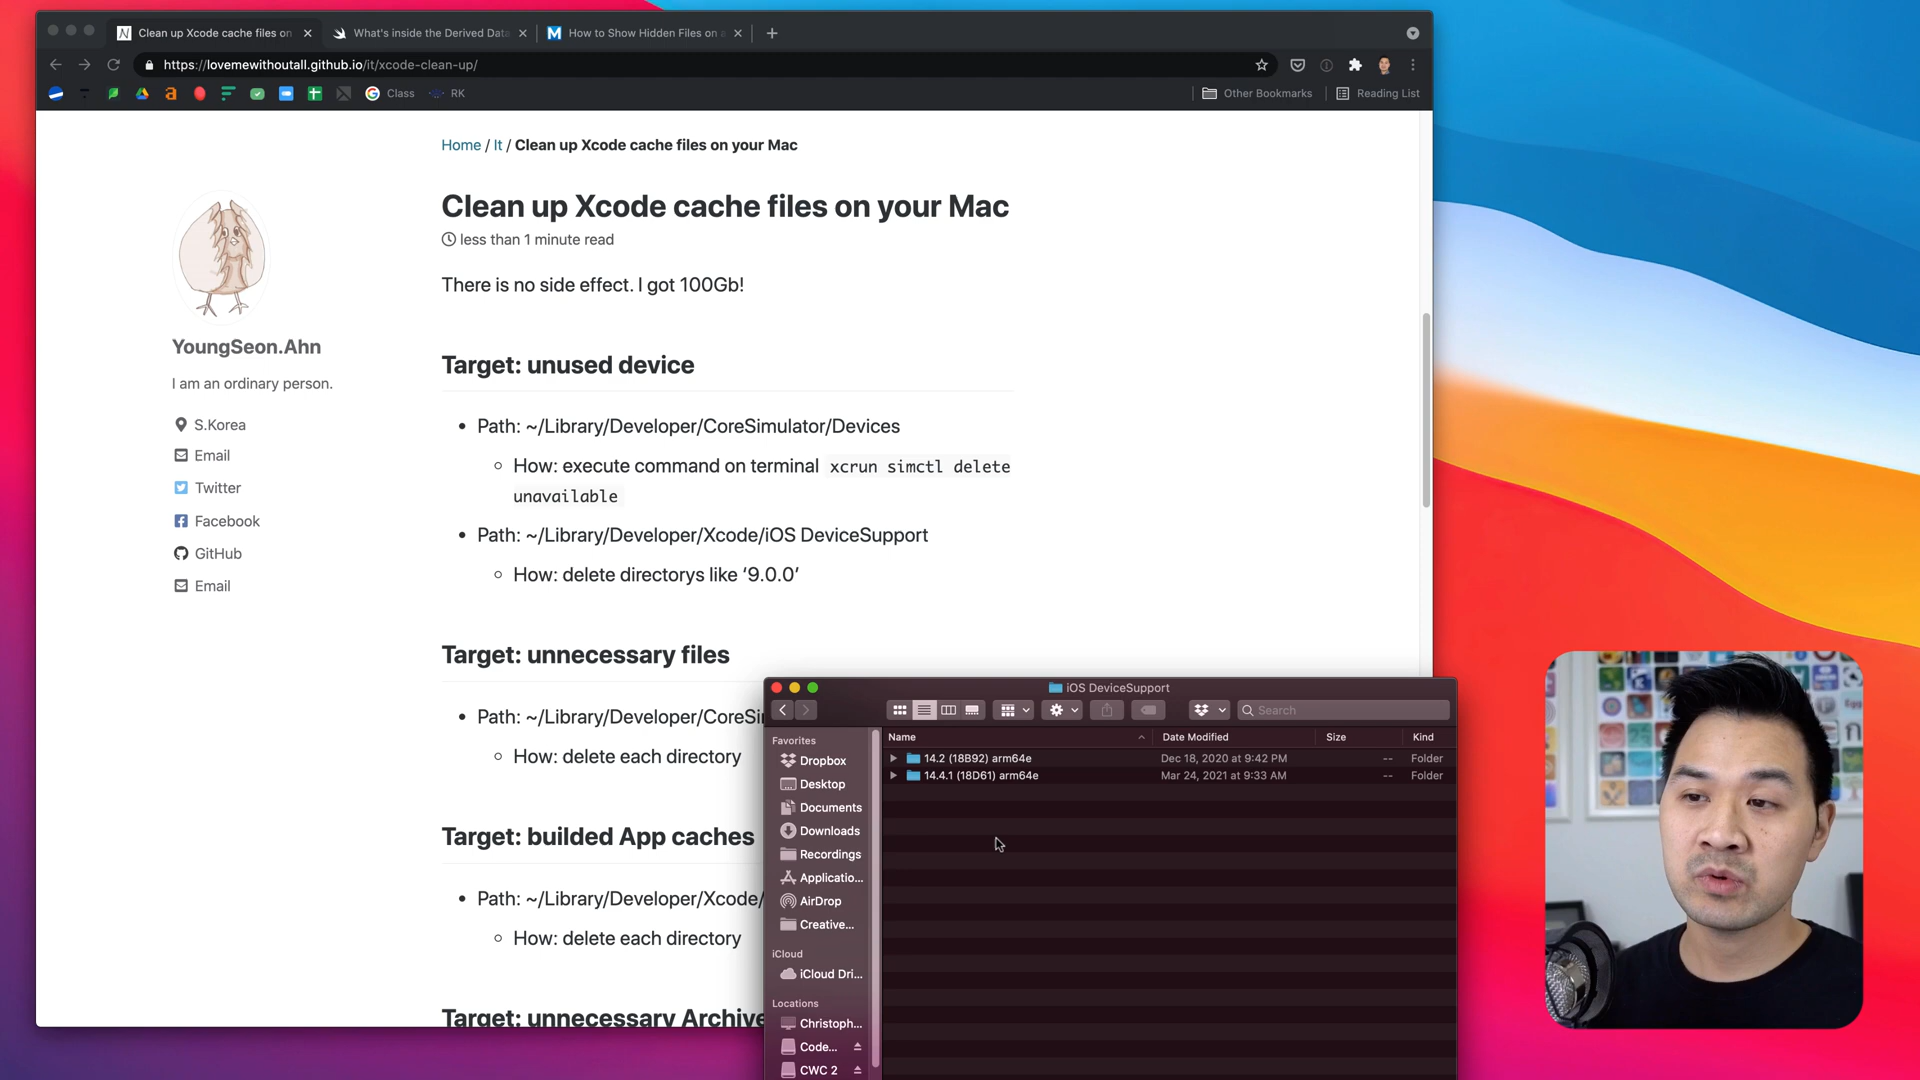 Clean up Xcode cache files on
What's inside the Derived Data
How to Show Hidden Files on a
https://lovemewithoutall.github.io/it/xcode-clean-up/
Class
RK
Other Bookmarks
Reading List
Home / It / Clean up Xcode cache files on your Mac
Clean up Xcode cache files on your Mac
less than 1 minute read
There is no side effect. I got 100Gb!
YoungSeon.Ahn
I am an ordinary person.
S.Korea
Email
Twitter
Facebook
GitHub
Email
Target: unused device
• Path: ~/Library/Developer/CoreSimulator/Devices
How: execute command on terminal xcrun simctl delete
unavailable
• Path: ~/Library/Developer/Xcode/iOS DeviceSupport
How: delete directorys like ‘9.0.0’
Target: unnecessary files
• Path: ~/Library/Developer/CoreSi
How: delete each directory
Target: builded App caches
• Path: ~/Library/Developer/Xcode/
How: delete each directory
Target: unnecessary Archive
iOS DeviceSupport
Search
Favorites
Dropbox
Desktop
Documents
Downloads
Recordings
Applicatio...
AirDrop
Creative...
iCloud
iCloud Dri...
Locations
Christoph...
Code...
CWC 2
Name Date Modified Size Kind
14.2 (18B92) arm64e Dec 18, 2020 at 9:42 PM -- Folder
14.4.1 (18D61) arm64e Mar 24, 2021 at 9:33 AM -- Folder